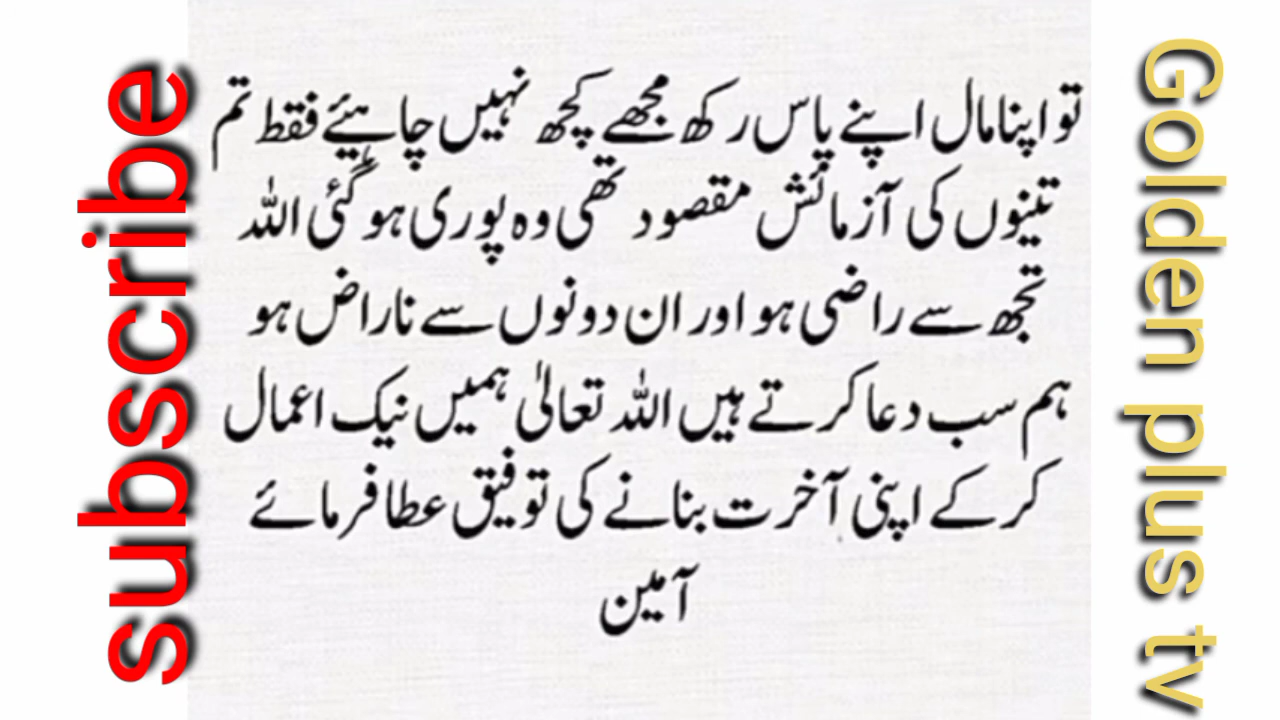 subscribe
تو اپنا مال اپنے پاس رکھ مجھے کچھ نہیں چاہیئے فقط تم
تینوں کی آزمائش مقصود تھی وہ پوری ہو گئی اللہ
تجھ سے راضی ہو اور ان دونوں سے ناراض ہو
ہم سب دعا کرتے ہیں اللہ تعالیٰ ہمیں نیک اعمال
کر کے اپنی آخرت بنانے کی توفیق عطا فرمائے
آمین
Golden plus tv